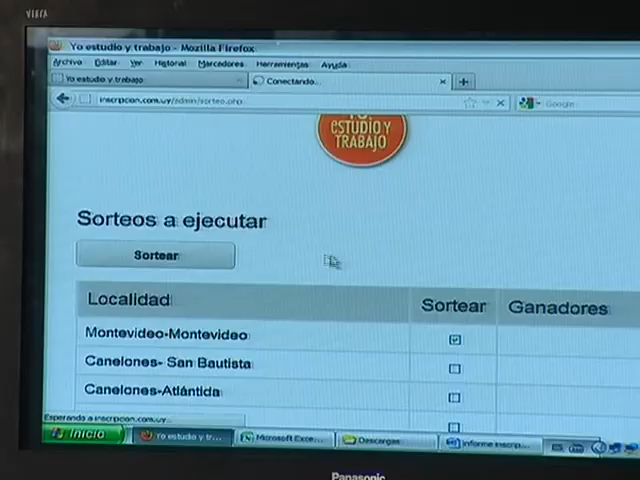 VIERA
Yo estudio y trabajo - Mozilla Firefox
Archivo Editar Ver Historial Marcadores Herramientas Ayuda
Yo estudio y trabajo
Conectando...
inscripcion.com.uy/admin/sorteo.php
Google
YO,
ESTUDIO Y
TRABAJO
Sorteos a ejecutar
Sortear
Localidad Sortear Ganadores
Montevideo-Montevideo
Canelones- San Bautista
Canelones-Atlántida
Esperando a inscripcion.com.uy...
Inicio
Yo estudio y tr...
Microsoft Exce...
Descargas
informe inscrip...
Panasonic